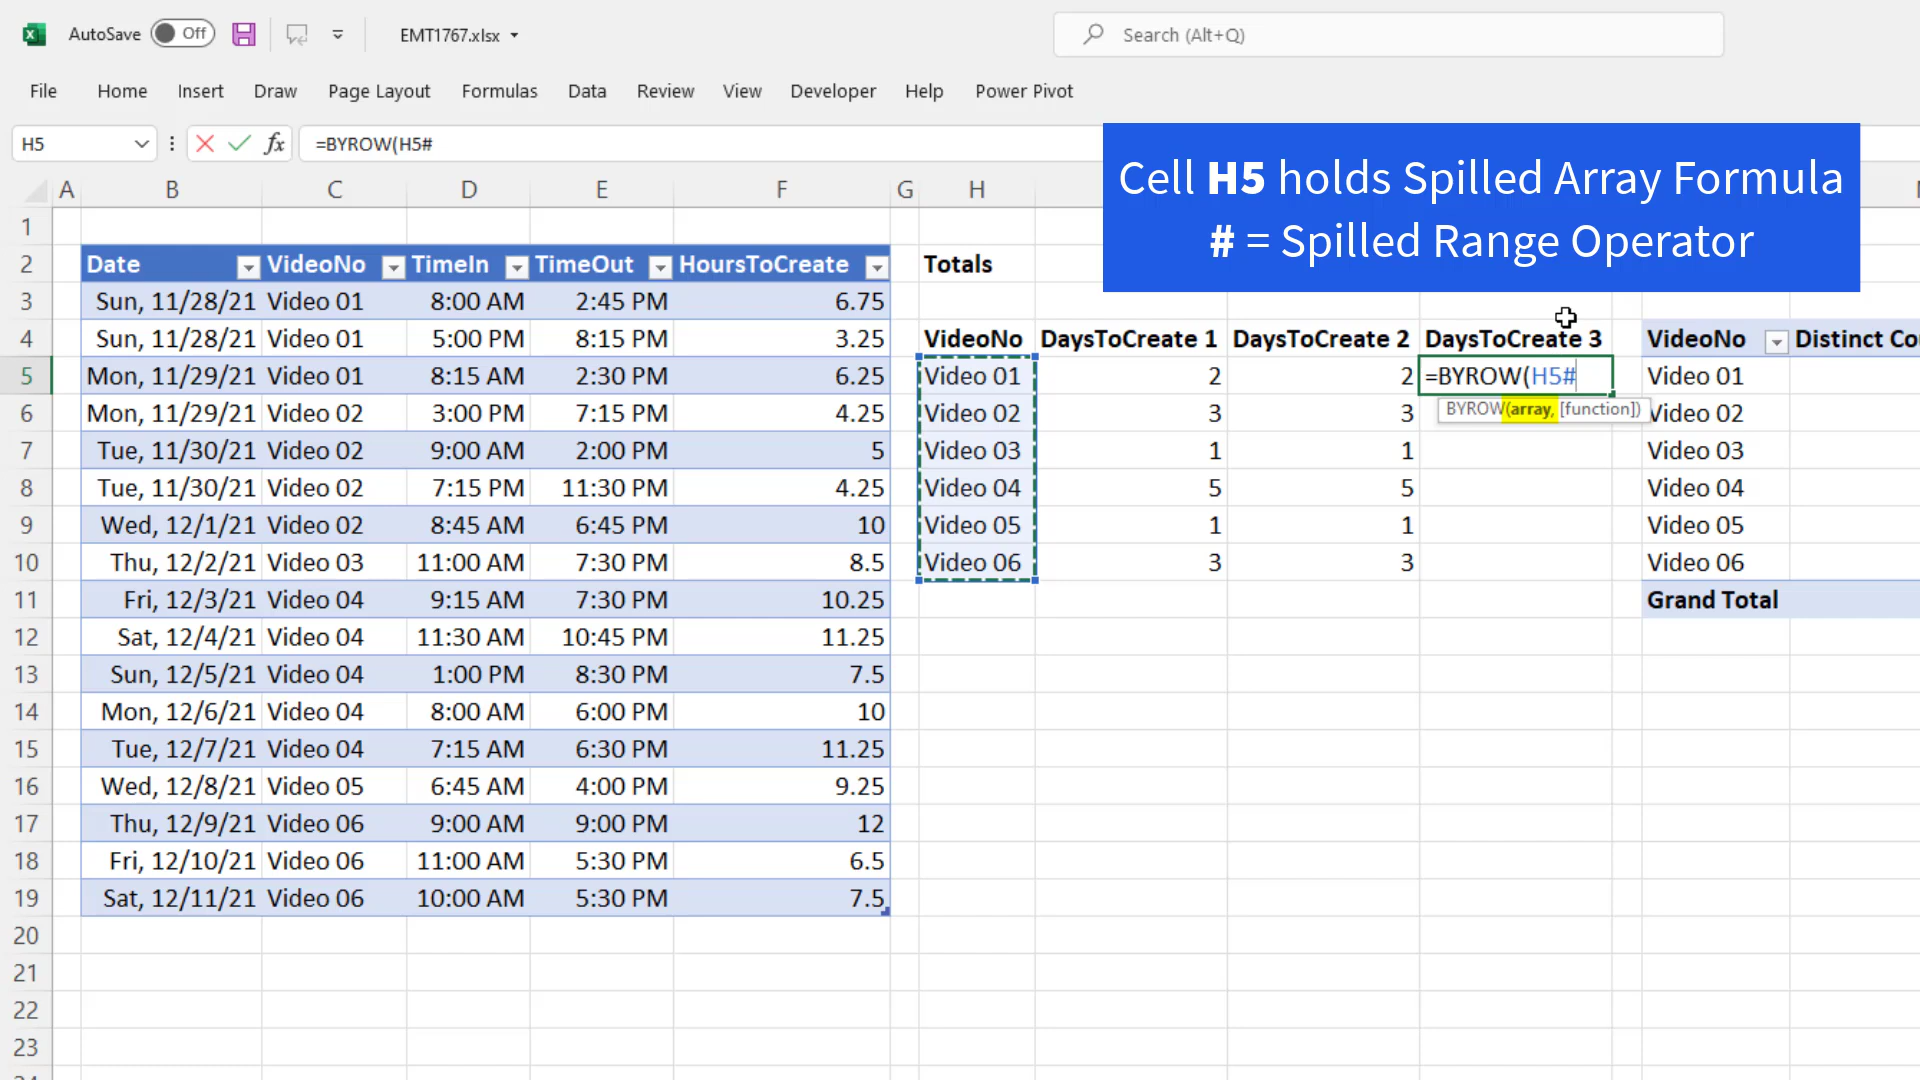 AutoSave Off EMT1767.xlsx Search (Alt+Q)
File Home Insert Draw Page Layout Formulas Data Review View Developer Help Power Pivot
H5 fx =BYROW(H5#
Cell H5 holds Spilled Array Formula
# = Spilled Range Operator
A B C D E F G H
1
2 Date VideoNo TimeIn TimeOut HoursToCreate Totals
3 Sun, 11/28/21 Video 01 8:00 AM 2:45 PM 6.75
4 Sun, 11/28/21 Video 01 5:00 PM 8:15 PM 3.25 VideoNo DaysToCreate 1 DaysToCreate 2 DaysToCreate 3 VideoNo Distinct Co
5 Mon, 11/29/21 Video 01 8:15 AM 2:30 PM 6.25 Video 01 2 2 =BYROW(H5# Video 01
BYROW(array, [function])
6 Mon, 11/29/21 Video 02 3:00 PM 7:15 PM 4.25 Video 02 3 3 Video 02
7 Tue, 11/30/21 Video 02 9:00 AM 2:00 PM 5 Video 03 1 1 Video 03
8 Tue, 11/30/21 Video 02 7:15 PM 11:30 PM 4.25 Video 04 5 5 Video 04
9 Wed, 12/1/21 Video 02 8:45 AM 6:45 PM 10 Video 05 1 1 Video 05
10 Thu, 12/2/21 Video 03 11:00 AM 7:30 PM 8.5 Video 06 3 3 Video 06
11 Fri, 12/3/21 Video 04 9:15 AM 7:30 PM 10.25 Grand Total
12 Sat, 12/4/21 Video 04 11:30 AM 10:45 PM 11.25
13 Sun, 12/5/21 Video 04 1:00 PM 8:30 PM 7.5
14 Mon, 12/6/21 Video 04 8:00 AM 6:00 PM 10
15 Tue, 12/7/21 Video 04 7:15 AM 6:30 PM 11.25
16 Wed, 12/8/21 Video 05 6:45 AM 4:00 PM 9.25
17 Thu, 12/9/21 Video 06 9:00 AM 9:00 PM 12
18 Fri, 12/10/21 Video 06 11:00 AM 5:30 PM 6.5
19 Sat, 12/11/21 Video 06 10:00 AM 5:30 PM 7.5
20
21
22
23